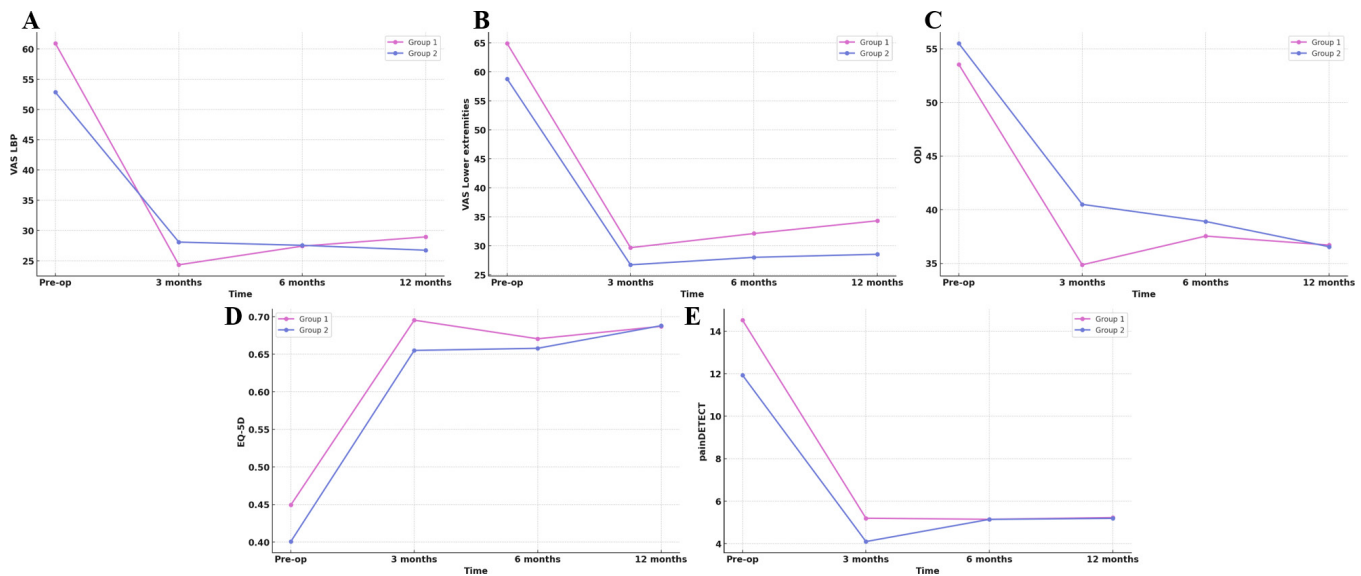 A
VAS LBP
60
55
50
45
40
35
30
25
Group 1
Group 2
Pre-op
3 months
6 months
12 months
Time
B
VAS Lower extremities
65
60
55
50
45
40
35
30
25
Group 1
Group 2
Pre-op
3 months
6 months
12 months
Time
C
ODI
55
50
45
40
35
Group 1
Group 2
Pre-op
3 months
6 months
12 months
Time
D
EQ-5D
0.70
0.65
0.60
0.55
0.50
0.45
0.40
Group 1
Group 2
Pre-op
3 months
6 months
12 months
Time
E
painDETECT
14
12
10
8
6
4
Group 1
Group 2
Pre-op
3 months
6 months
12 months
Time